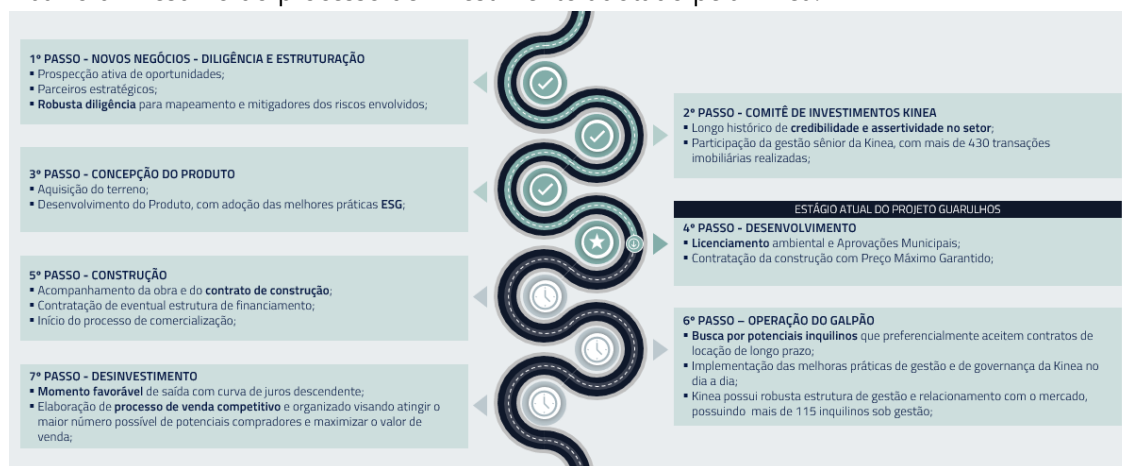 1º PASSO - NOVOS NEGÓCIOS - DILIGÊNCIA E ESTRUTURAÇÃO
▪ Prospecção ativa de oportunidades;
▪ Parceiros estratégicos;
▪ Robusta diligência para mapeamento e mitigadores dos riscos envolvidos;
2º PASSO - COMITÊ DE INVESTIMENTOS KINEA
▪ Longo histórico de credibilidade e assertividade no setor;
▪ Participação da gestão sênior da Kinea, com mais de 430 transações
imobiliárias realizadas;
3º PASSO - CONCEPÇÃO DO PRODUTO
▪ Aquisição do terreno;
▪ Desenvolvimento do Produto, com adoção das melhores práticas ESG;
ESTÁGIO ATUAL DO PROJETO GUARULHOS
4º PASSO - DESENVOLVIMENTO
▪ Licenciamento ambiental e Aprovações Municipais;
▪ Contratação da construção com Preço Máximo Garantido;
5º PASSO - CONSTRUÇÃO
▪ Acompanhamento da obra e do contrato de construção;
▪ Contratação de eventual estrutura de financiamento;
▪ Início do processo de comercialização;
6º PASSO – OPERAÇÃO DO GALPÃO
▪ Busca por potenciais inquilinos que preferencialmente aceitem contratos de
locação de longo prazo;
▪ Implementação das melhoras práticas de gestão e de governança da Kinea no
dia a dia;
▪ Kinea possui robusta estrutura de gestão e relacionamento com o mercado,
possuindo mais de 115 inquilinos sob gestão;
7º PASSO - DESINVESTIMENTO
▪ Momento favorável de saída com curva de juros descendente;
▪ Elaboração de processo de venda competitivo e organizado visando atingir o
maior número possível de potenciais compradores e maximizar o valor de
venda;